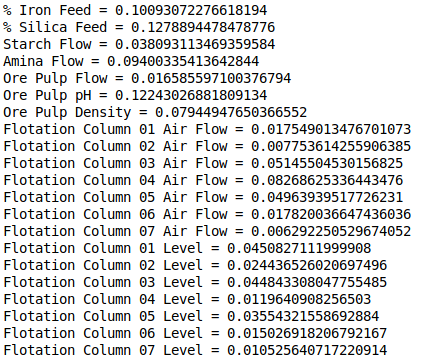 % Iron Feed = 0.10093072276618194
% Silica Feed = 0.1278894478478776
Starch Flow = 0.038093113469359584
Amina Flow = 0.09400335413642844
Ore Pulp Flow = 0.016585597100376794
Ore Pulp pH = 0.12243026881809134
Ore Pulp Density = 0.07944947650366552
Flotation Column 01 Air Flow = 0.017549013476701073
Flotation Column 02 Air Flow = 0.007753614255906385
Flotation Column 03 Air Flow = 0.05145504530156825
Flotation Column 04 Air Flow = 0.08268625336443476
Flotation Column 05 Air Flow = 0.04963939517726231
Flotation Column 06 Air Flow = 0.017820036647436036
Flotation Column 07 Air Flow = 0.006292250529674052
Flotation Column 01 Level = 0.0450827111999908
Flotation Column 02 Level = 0.024436526020697496
Flotation Column 03 Level = 0.044843308047755485
Flotation Column 04 Level = 0.0119640908256503
Flotation Column 05 Level = 0.03554321558692884
Flotation Column 06 Level = 0.015026918206792167
Flotation Column 07 Level = 0.010525640717220914